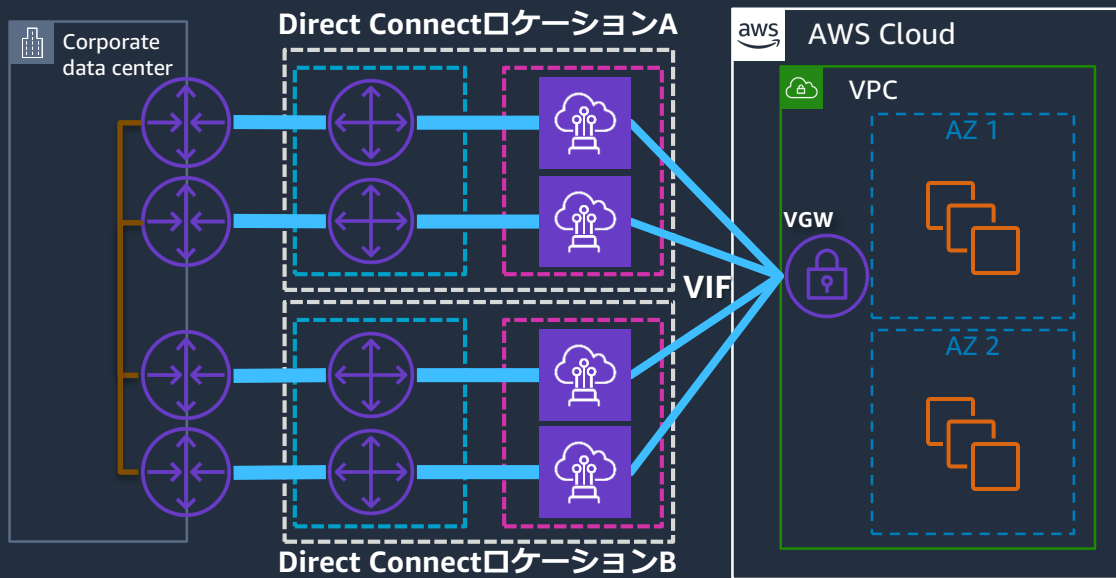 Direct ConnectロケーションA
Corporate
data center
aws
AWS Cloud
VPC
AZ 1
VGW
VIF
AZ 2
Direct ConnectロケーションB